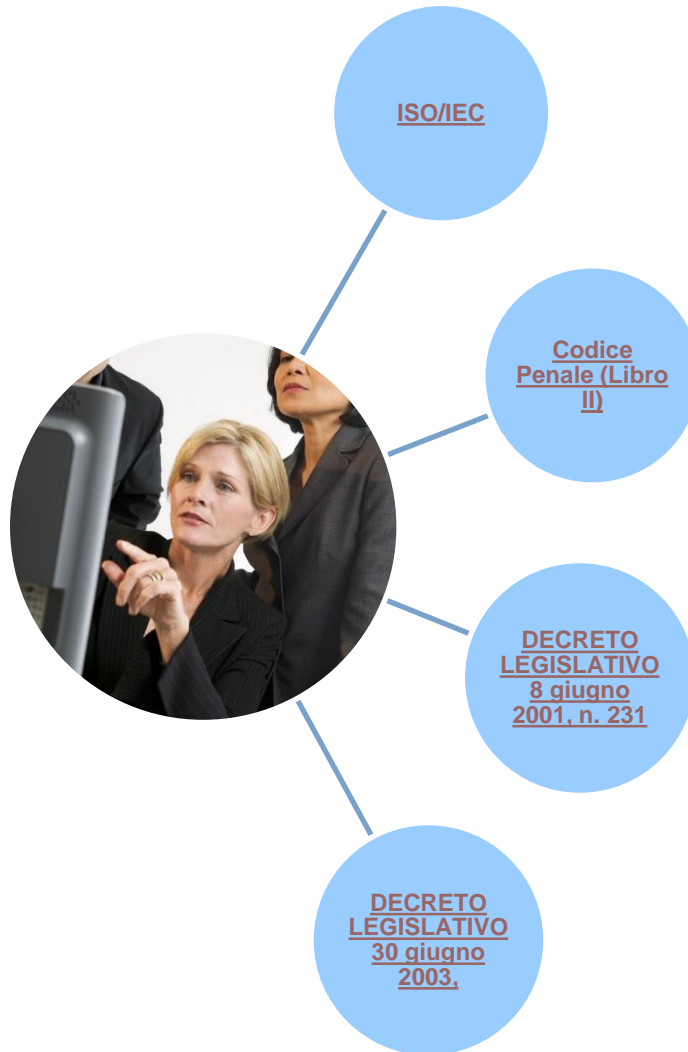 ISO/IEC
Codice
Penale (Libro
II)
DECRETO
LEGISLATIVO
8 giugno
2001, n. 231
DECRETO
LEGISLATIVO
30 giugno
2003,